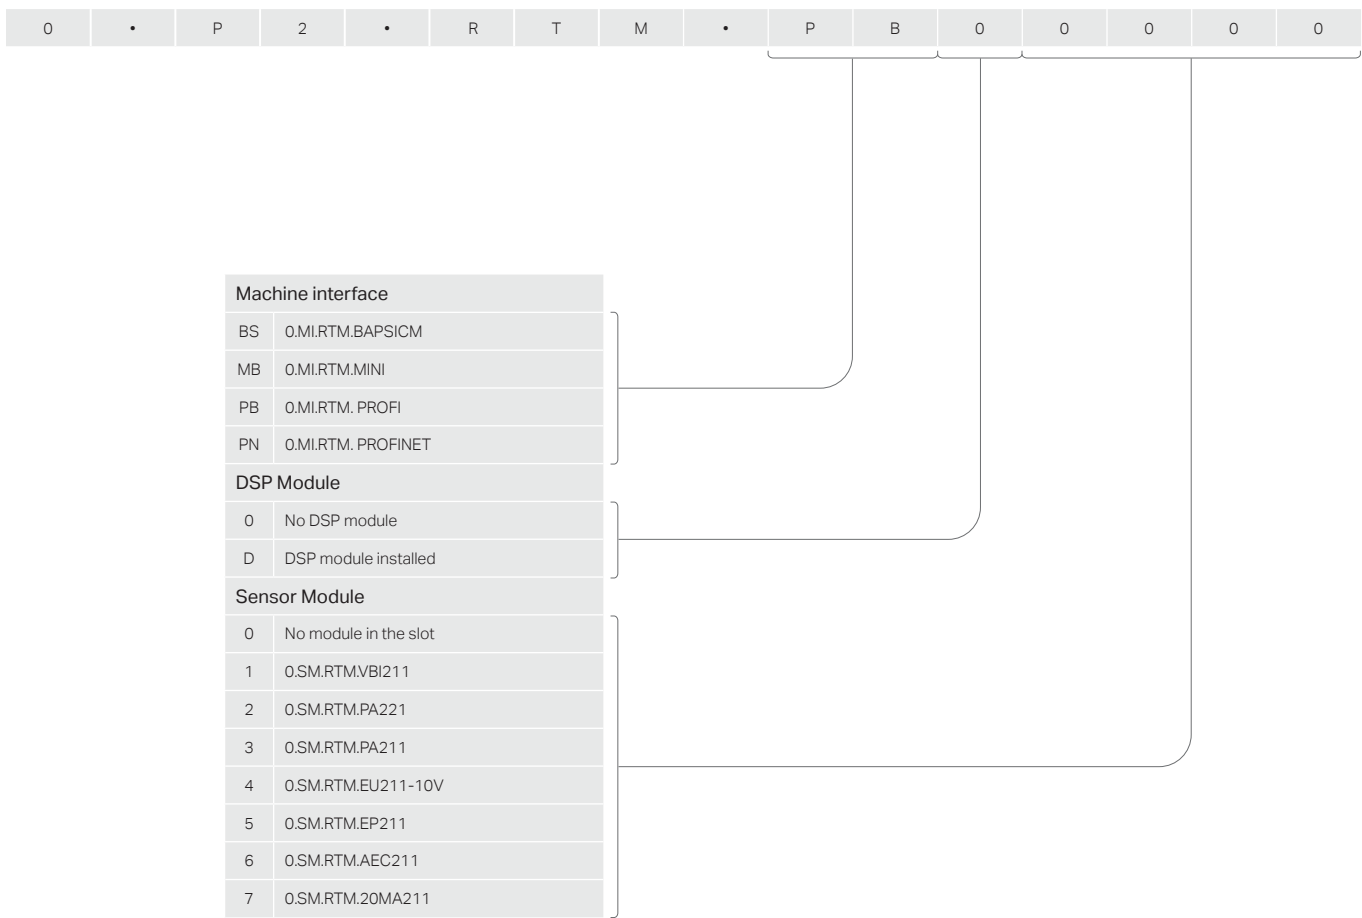 0 • P 2 • R T M • P B 0 0 0 0 0
Machine interface
BS 0.MI.RTM.BAPSICM
MB 0.MI.RTM.MINI
PB 0.MI.RTM. PROFI
PN 0.MI.RTM. PROFINET
DSP Module
0 No DSP module
D DSP module installed
Sensor Module
0 No module in the slot
1 0.SM.RTM.VBI211
2 0.SM.RTM.PA221
3 0.SM.RTM.PA211
4 0.SM.RTM.EU211-10V
5 0.SM.RTM.EP211
6 0.SM.RTM.AEC211
7 0.SM.RTM.20MA211